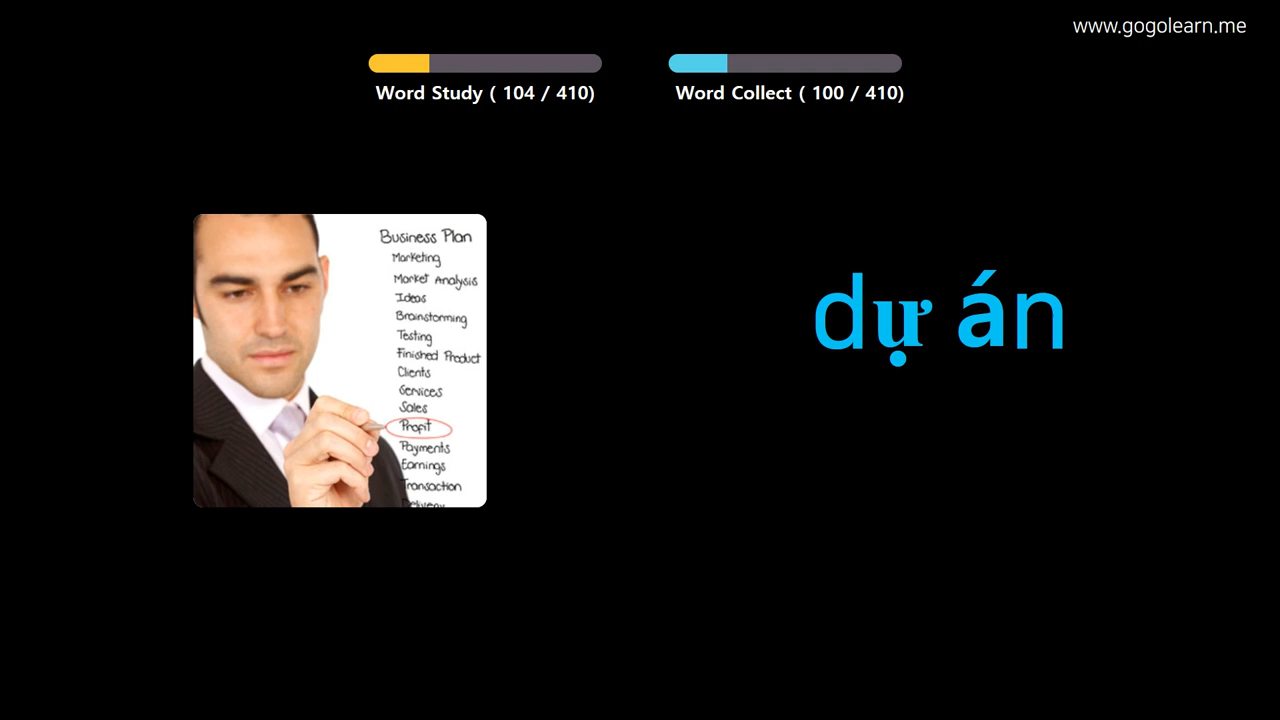 www.gogolearn.me
Word Study ( 104 / 410)
Word Collect ( 100 / 410)
Business Plan
Marketing
Market Analysis
Ideas
Brainstorming
Testing
Finished Product
Clients
Services
Sales
Profit
Payments
Earnings
Transaction
Delivery
dự án